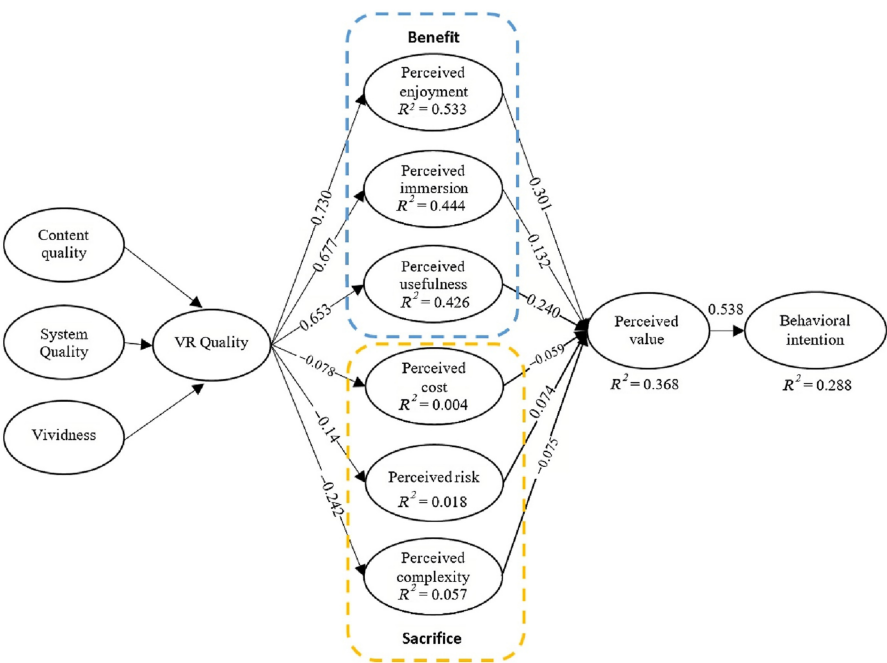 Benefit
Perceived
enjoyment
R² = 0.533
Perceived
immersion
R² = 0.444
Perceived
usefulness
R² = 0.426
Content
quality
System
Quality
Vividness
VR Quality
0.730
0.677
0.653
−0.078
−0.14
−0.242
Perceived
cost
R² = 0.004
Perceived risk
R² = 0.018
Perceived
complexity
R² = 0.057
Sacrifice
0.301
0.132
0.240
−0.059
0.074
−0.075
Perceived
value
R² = 0.368
0.538
Behavioral
intention
R² = 0.288